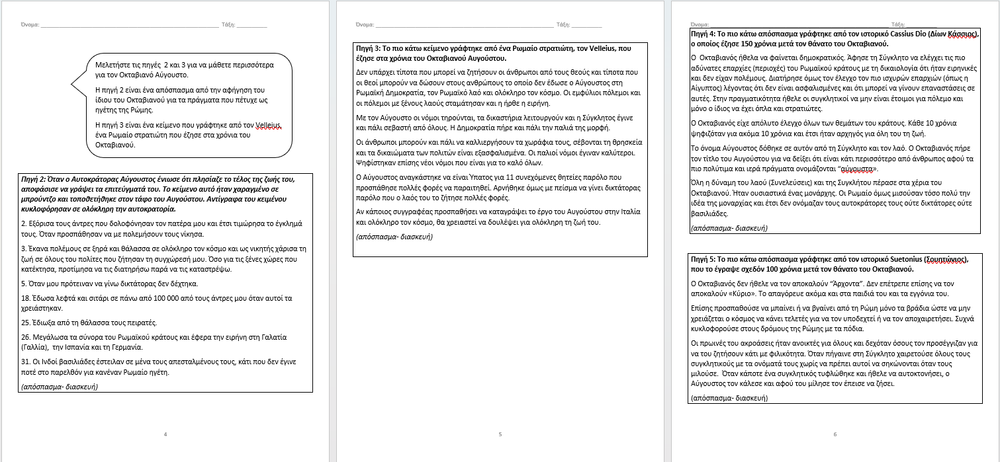 Όνομα: ____________________ Τάξη: __________
Μελετήστε τις πηγές 2 και 3 για να μάθετε περισσότερα
για τον Οκταβιανό Αύγουστο.
Η πηγή 2 είναι ένα απόσπασμα από την αφήγηση του
ίδιου του Οκταβιανού για τα πράγματα που πέτυχε ως
ηγέτης της Ρώμης.
Η πηγή 3 είναι ένα κείμενο που γράφτηκε από τον Velleius,
ένα Ρωμαίο στρατιώτη που έζησε στα χρόνια του
Οκταβιανού.
Πηγή 2: Όταν ο Αυτοκράτορας Αύγουστος ένιωσε ότι πλησίαζε το τέλος της ζωής του,
αποφάσισε να γράψει τα επιτεύγματά του. Το κείμενο αυτό ήταν χαραγμένο σε
μπρούντζο και τοποθετήθηκε στον τάφο του Αυγούστου. Αντίγραφα του κειμένου
κυκλοφόρησαν σε ολόκληρη την αυτοκρατορία.
2. Εξόρισα τους άντρες που δολοφόνησαν τον πατέρα μου και έτσι τιμώρησα το έγκλημά
τους. Όταν προσπάθησαν να με πολεμήσουν τους νίκησα.
3. Έκανα πολέμους σε ξηρά και θάλασσα σε ολόκληρο τον κόσμο και ως νικητής χάρισα τη
ζωή σε όλους του πολίτες που ζήτησαν τη συγχώρεσή μου. Όσο για τις ξένες χώρες που
κατέκτησα, προτίμησα να τις διατηρήσω παρά να τις καταστρέψω.
5. Όταν μου πρότειναν να γίνω δικτάτορας δεν δέχτηκα.
18. Έδωσα λεφτά και σιτάρι σε πάνω από 100 000 από τους άντρες μου όταν αυτοί τα
χρειάστηκαν.
25. Έδιωξα από τη θάλασσα τους πειρατές.
26. Μεγάλωσα τα σύνορα του Ρωμαϊκού κράτους και έφερα την ειρήνη στη Γαλατία
(Γαλλία), την Ισπανία και τη Γερμανία.
31. Οι Ινδοί βασιλιάδες έστειλαν σε μένα τους απεσταλμένους τους, κάτι που δεν έγινε
ποτέ στο παρελθόν για κανέναν Ρωμαίο ηγέτη.
(απόσπασμα- διασκευή)
4
Όνομα: ____________________ Τάξη: __________
Πηγή 3: Το πιο κάτω κείμενο γράφτηκε από ένα Ρωμαίο στρατιώτη, τον Velleius, που
έζησε στα χρόνια του Οκταβιανού Αυγούστου.
Δεν υπάρχει τίποτα που μπορεί να ζητήσουν οι άνθρωποι από τους θεούς και τίποτα που
οι θεοί μπορούν να δώσουν στους ανθρώπους το οποίο δεν έδωσε ο Αύγουστος στη
Ρωμαϊκή Δημοκρατία, τον Ρωμαϊκό λαό και ολόκληρο τον κόσμο. Οι εμφύλιοι πόλεμοι και
οι πόλεμοι με ξένους λαούς σταμάτησαν και η ήρθε η ειρήνη.
Με τον Αύγουστο οι νόμοι τηρούνται, τα δικαστήρια λειτουργούν και η Σύγκλητος έγινε
και πάλι σεβαστή από όλους. Η Δημοκρατία πήρε και πάλι την παλιά της μορφή.
Οι άνθρωποι μπορούν και πάλι να καλλιεργήσουν τα χωράφια τους, σέβονται τη θρησκεία
και τα δικαιώματα των πολιτών είναι εξασφαλισμένα. Οι παλιοί νόμοι έγιναν καλύτεροι.
Ψηφίστηκαν επίσης νέοι νόμοι που είναι για το καλό όλων.
Ο Αύγουστος αναγκάστηκε να είναι Ύπατος για 11 συνεχόμενες θητείες παρόλο που
προσπάθησε πολλές φορές να παραιτηθεί. Αρνήθηκε όμως με πείσμα να γίνει δικτάτορας
παρόλο που ο λαός του το ζήτησε πολλές φορές.
Αν κάποιος συγγραφέας προσπαθήσει να καταγράψει το έργο του Αυγούστου στην Ιταλία
και ολόκληρο τον κόσμο, θα χρειαστεί να δουλέψει για ολόκληρη τη ζωή του.
(απόσπασμα- διασκευή)
5
Όνομα: ____________________ Τάξη: __________
Πηγή 4: Το πιο κάτω απόσπασμα γράφτηκε από τον ιστορικό Cassius Dio (Δίων Κάσσιος),
ο οποίος έζησε 150 χρόνια μετά τον θάνατο του Οκταβιανού.
Ο Οκταβιανός ήθελα να φαίνεται δημοκρατικός. Άφησε τη Σύγκλητο να ελέγχει τις πιο
αδύνατες επαρχίες (περιοχές) του Ρωμαϊκού κράτους με τη δικαιολογία ότι ήταν ειρηνικές
και δεν είχαν πολέμους. Διατήρησε όμως τον έλεγχο τον πιο ισχυρών επαρχιών (όπως η
Αίγυπτος) λέγοντας ότι δεν είναι ασφαλισμένες και ότι μπορεί να γίνουν επαναστάσεις σε
αυτές. Στην πραγματικότητα ήθελε οι συγκλητικοί να μην είναι έτοιμοι για πόλεμο και
μόνο ο ίδιος να έχει όπλα και στρατιώτες.
Ο Οκταβιανός είχε απόλυτο έλεγχο όλων των θεμάτων του κράτους. Κάθε 10 χρόνια
ψηφιζόταν για ακόμα 10 χρόνια και έτσι ήταν αρχηγός για όλη του τη ζωή.
Το όνομα Αύγουστος δόθηκε σε αυτόν από τη Σύγκλητο και τον λαό. Ο Οκταβιανός πήρε
τον τίτλο του Αυγούστου για να δείξει ότι είναι κάτι περισσότερο από άνθρωπος αφού τα
πιο πολύτιμα και ιερά πράγματα ονομάζονται “αύγουστα».
Όλη η δύναμη του λαού (Συνελεύσεις) και της Συγκλήτου πέρασε στα χέρια του
Οκταβιανού. Ήταν ουσιαστικά ένας μονάρχης. Οι Ρωμαίο όμως μισούσαν τόσο πολύ την
ιδέα της μοναρχίας και έτσι δεν ονόμαζαν τους αυτοκράτορες τους ούτε δικτάτορες ούτε
βασιλιάδες.
(απόσπασμα- διασκευή)
Πηγή 5: Το πιο κάτω απόσπασμα γράφτηκε από τον ιστορικό Suetonius (Σουητώνιος),
που το έγραψε σχεδόν 100 χρόνια μετά τον θάνατο του Οκταβιανού.
Ο Οκταβιανός δεν ήθελε να τον αποκαλούν “Άρχοντα”. Δεν επέτρεπε επίσης να τον
αποκαλούν «Κύριο». Το απαγόρευε ακόμα και στα παιδιά του και τα εγγόνια του.
Επίσης προσπαθούσε να μπαίνει ή να βγαίνει από τη Ρώμη μόνο τα βράδια ώστε να μην
χρειάζεται ο κόσμος να κάνει τελετές για να τον υποδεχτεί ή να τον αποχαιρετήσει. Συχνά
κυκλοφορούσε στους δρόμους της Ρώμης με τα πόδια.
Οι πρωινές του ακροάσεις ήταν ανοικτές για όλους και δεχόταν όσους τον προσέγγιζαν για
να του ζητήσουν κάτι με φιλικότητα. Όταν πήγαινε στη Σύγκλητο χαιρετούσε όλους τους
συγκλητικούς με τα ονόματά τους χωρίς να πρέπει αυτοί να σηκώνονται όταν τους
μιλούσε. Όταν κάποτε ένα συγκλητικός τυφλώθηκε και ήθελε να αυτοκτονήσει, ο
Αύγουστος τον κάλεσε και αφού του μίλησε τον έπεισε να ζήσει.
(απόσπασμα- διασκευή)
6